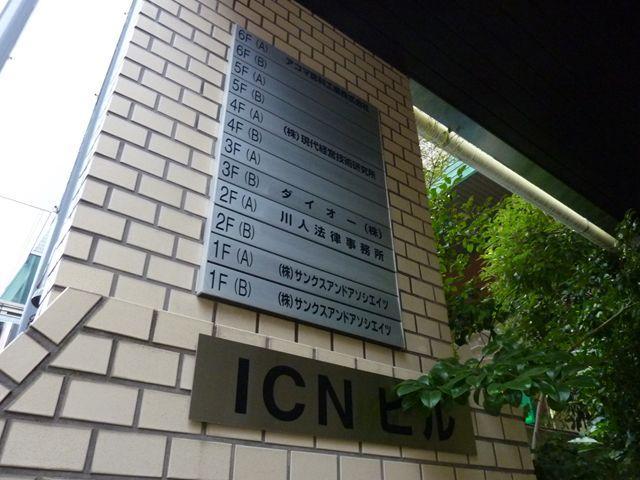 6F (A)
6F (B)
5F (A)
5F (B)
4F (A)
4F (B) (株)現代経営技術研究所
3F (A)
3F (B) ダイオー(株)
2F (A) 川人法律事務所
2F (B)
1F (A) (株)サンクスアンドアソシエイツ
1F (B) (株)サンクスアンドアソシエイツ
ICN ビル